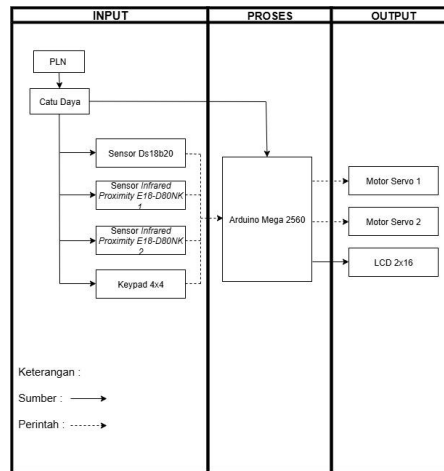 INPUT
PROSES
OUTPUT
PLN
Catu Daya
Sensor Ds18b20
Sensor Infrared
Proximity E18-D80NK
1
Sensor Infrared
Proximity E18-D80NK
2
Keypad 4x4
Arduino Mega 2560
Motor Servo 1
Motor Servo 2
LCD 2x16
Keterangan :
Sumber :
Perintah :